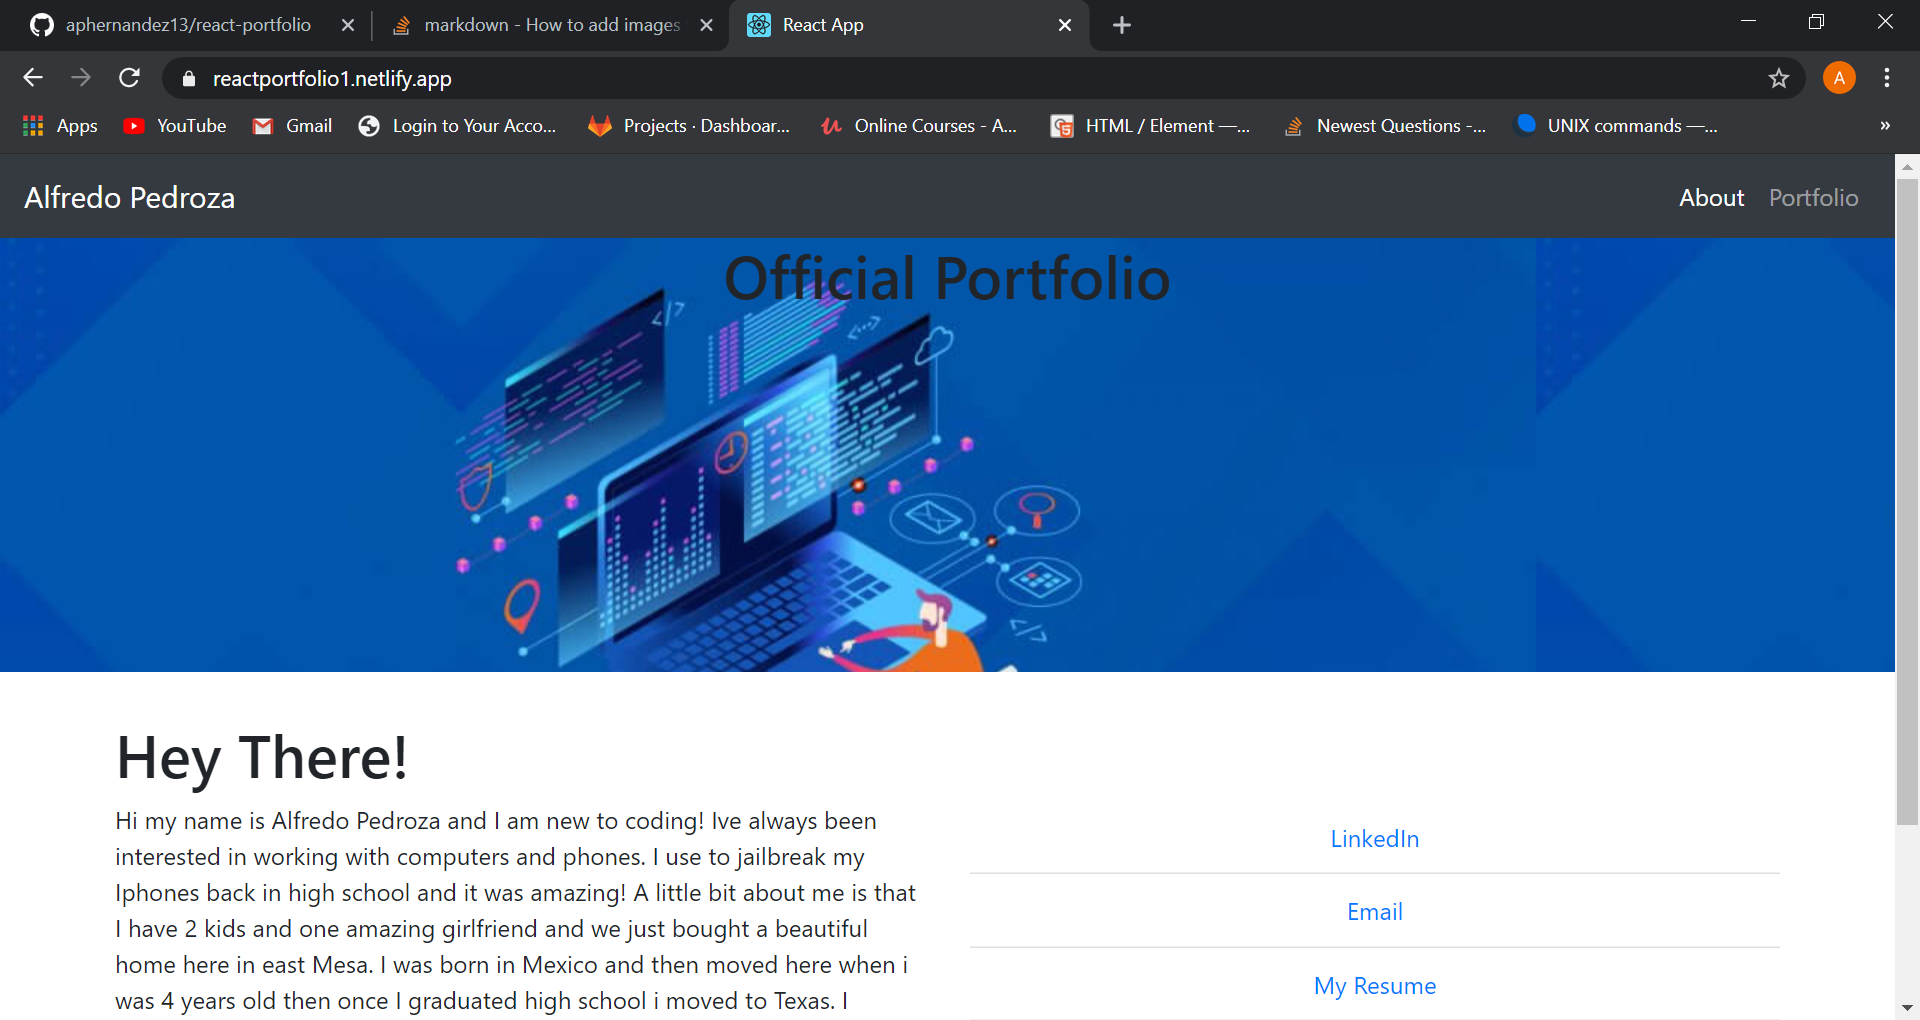 aphernandez13/react-portfolio
markdown - How to add images
React App
reactportfolio1.netlify.app
A
Apps
YouTube
Gmail
Login to Your Acco...
Projects · Dashboar...
Online Courses - A...
HTML / Element —...
Newest Questions -...
UNIX commands —...
»
Alfredo Pedroza
About
Portfolio
Official Portfolio
Hey There!
Hi my name is Alfredo Pedroza and I am new to coding! Ive always been
interested in working with computers and phones. I use to jailbreak my
Iphones back in high school and it was amazing! A little bit about me is that
I have 2 kids and one amazing girlfriend and we just bought a beautiful
home here in east Mesa. I was born in Mexico and then moved here when i
was 4 years old then once I graduated high school i moved to Texas. I
LinkedIn
Email
My Resume